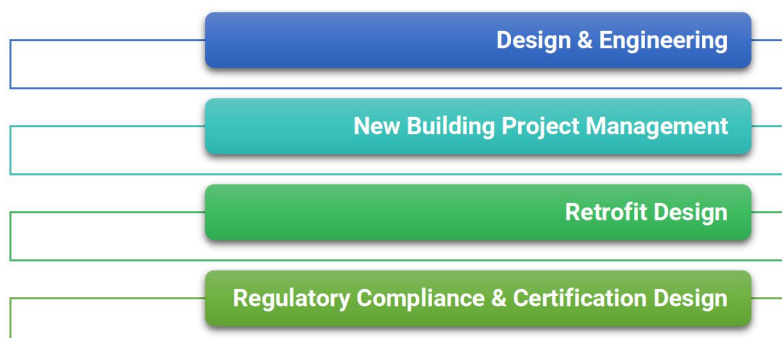 Design & Engineering
New Building Project Management
Retrofit Design
Regulatory Compliance & Certification Design